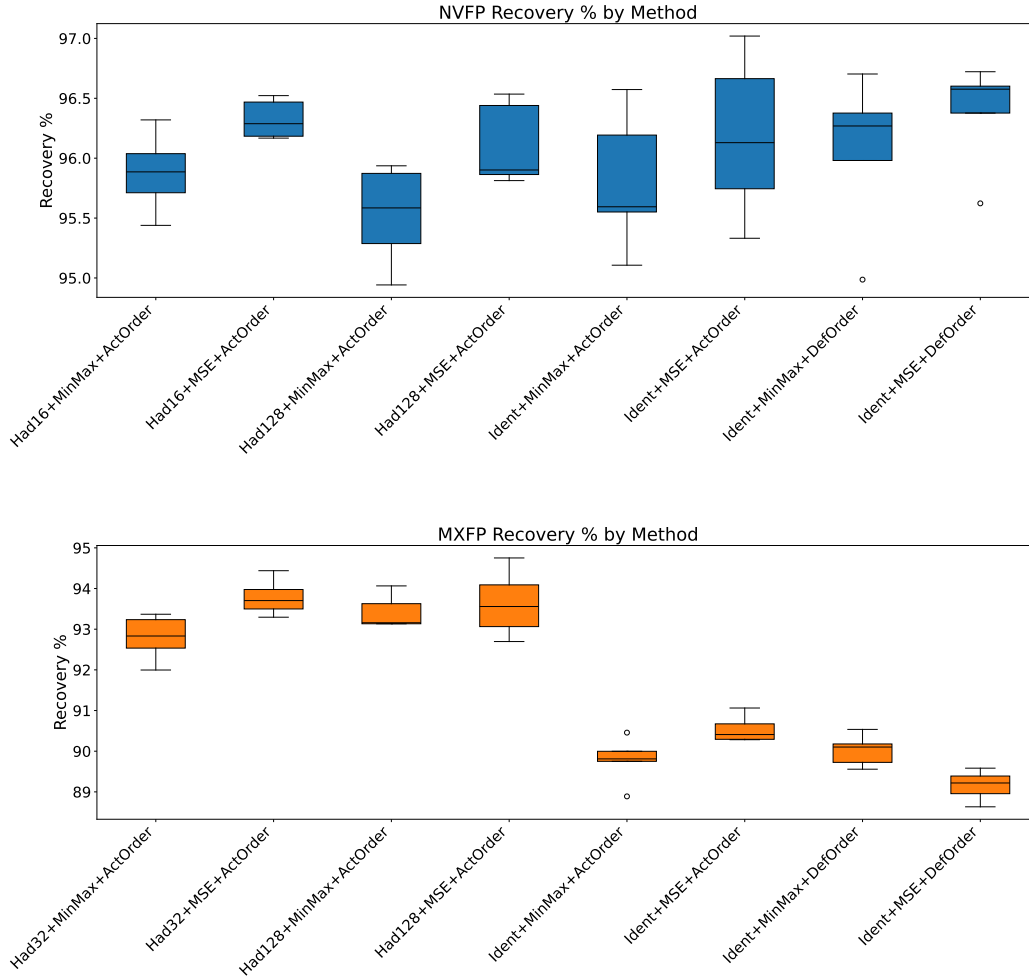 NVFP Recovery % by Method
Recovery %
97.0
96.5
96.0
95.5
95.0
Had16+MinMax+ActOrder
Had16+MSE+ActOrder
Had128+MinMax+ActOrder
Had128+MSE+ActOrder
Ident+MinMax+ActOrder
Ident+MSE+ActOrder
Ident+MinMax+DefOrder
Ident+MSE+DefOrder
MXFP Recovery % by Method
Recovery %
95
94
93
92
91
90
89
Had32+MinMax+ActOrder
Had32+MSE+ActOrder
Had128+MinMax+ActOrder
Had128+MSE+ActOrder
Ident+MinMax+ActOrder
Ident+MSE+ActOrder
Ident+MinMax+DefOrder
Ident+MSE+DefOrder